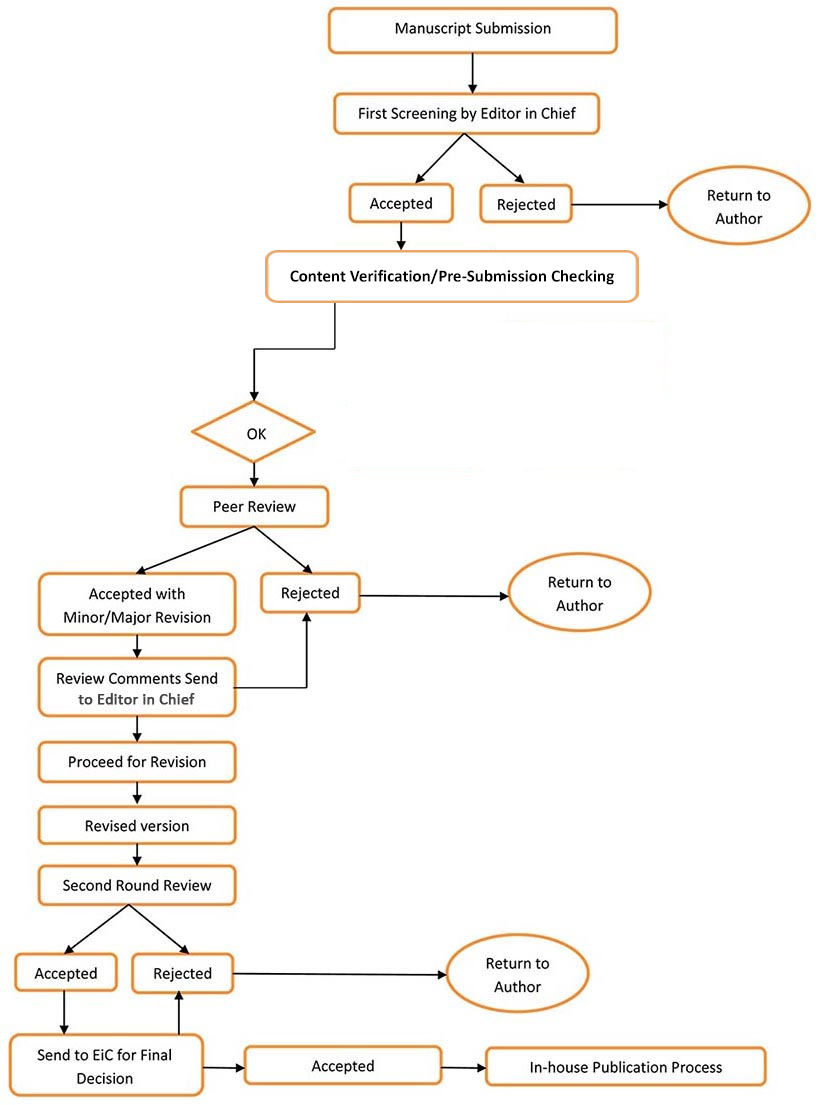 Manuscript Submission
First Screening by Editor in Chief
Accepted
Rejected
Return to
Author
Content Verification/Pre-Submission Checking
OK
Peer Review
Accepted with
Minor/Major Revision
Rejected
Return to
Author
Review Comments Send
to Editor in Chief
Proceed for Revision
Revised version
Second Round Review
Accepted
Rejected
Return to
Author
Send to EiC for Final
Decision
Accepted
In-house Publication Process